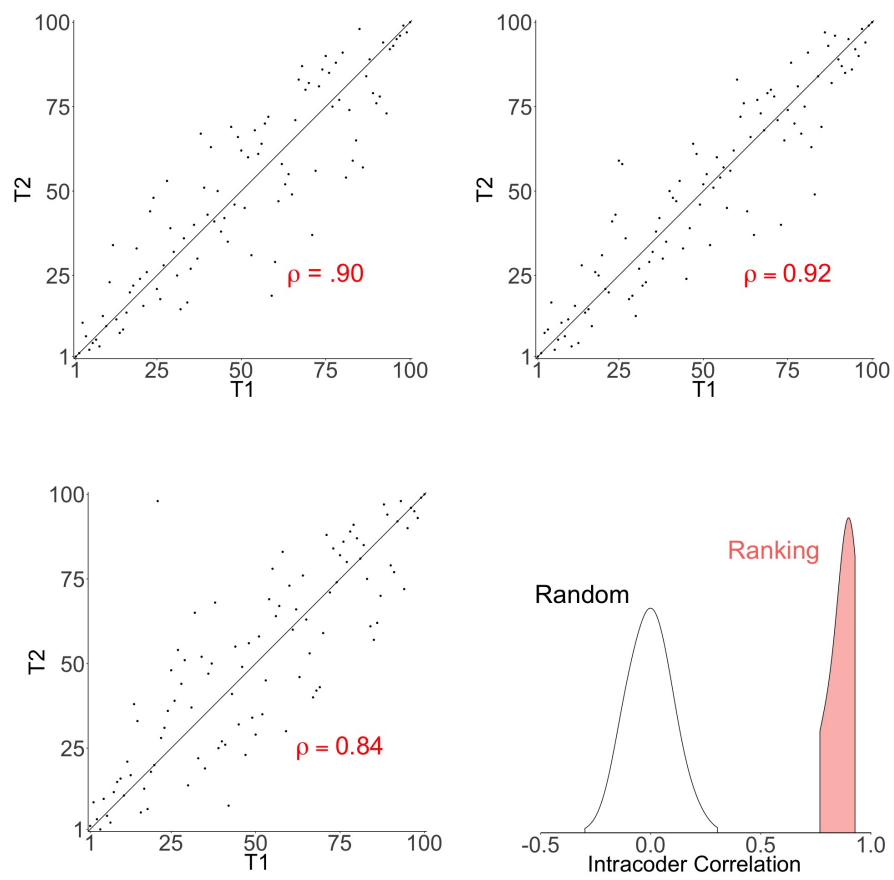 100
75
T2
50
25
ρ = .90
1
1 25 50 75 100
T1
100
75
T2
50
25
ρ = 0.92
1
1 25 50 75 100
T1
100
75
T2
50
25
ρ = 0.84
1
1 25 50 75 100
T1
Ranking
Random
-0.5 0.0 0.5 1.0
Intracoder Correlation